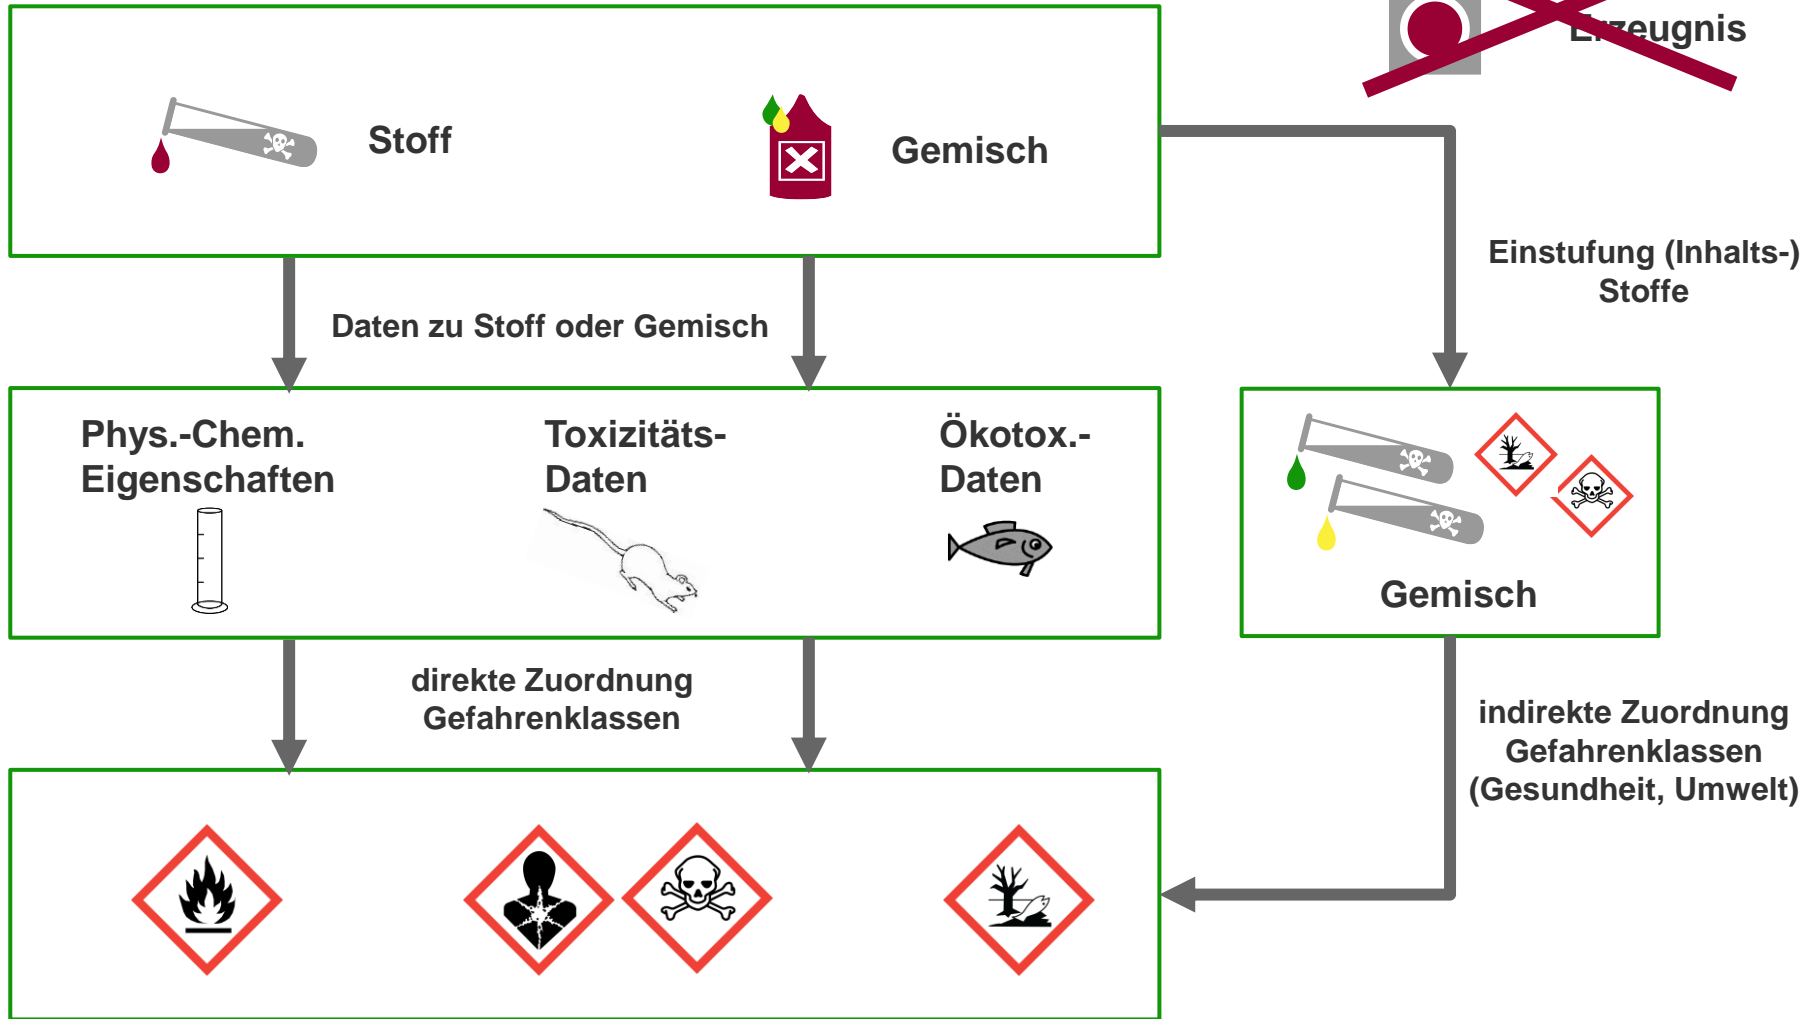 Erzeugnis
Stoff
Gemisch
Einstufung (Inhalts-)
Stoffe
Daten zu Stoff oder Gemisch
Phys.-Chem.
Eigenschaften
Toxizitäts-
Daten
Ökotox.-
Daten
Gemisch
direkte Zuordnung
Gefahrenklassen
indirekte Zuordnung
Gefahrenklassen
(Gesundheit, Umwelt)